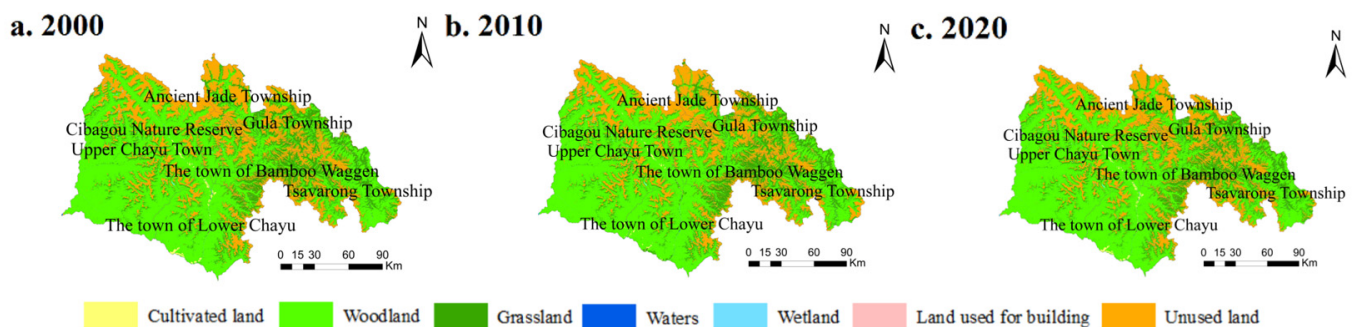 a. 2000
N
Ancient Jade Township
Cibagou Nature Reserve
Gula Township
Upper Chayu Town
The town of Bamboo Waggen
Tsavarong Township
The town of Lower Chayu
0 15 30 60 90
Km
b. 2010
N
Ancient Jade Township
Cibagou Nature Reserve
Gula Township
Upper Chayu Town
The town of Bamboo Waggen
Tsavarong Township
The town of Lower Chayu
0 15 30 60 90
Km
c. 2020
N
Ancient Jade Township
Cibagou Nature Reserve
Gula Township
Upper Chayu Town
The town of Bamboo Waggen
Tsavarong Township
The town of Lower Chayu
0 15 30 60 90
Km
Cultivated land Woodland Grassland Waters Wetland Land used for building Unused land